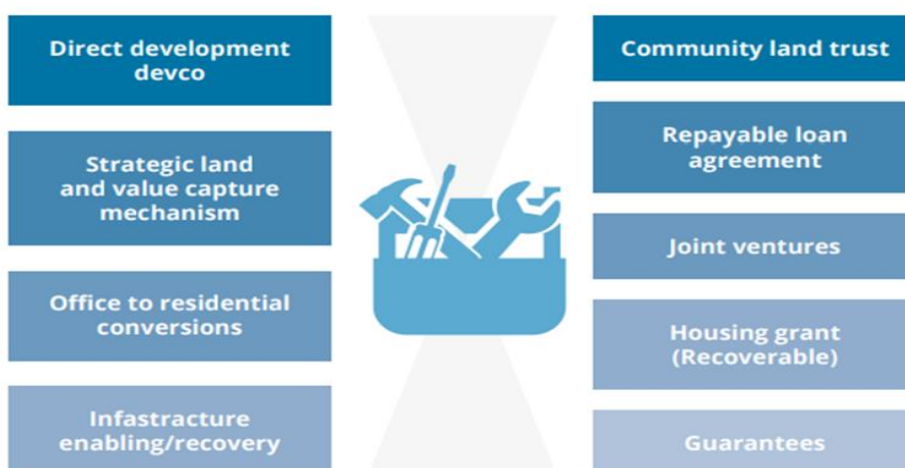 Direct development
devco
Strategic land
and value capture
mechanism
Office to residential
conversions
Infastracture
enabling/recovery
Community land trust
Repayable loan
agreement
Joint ventures
Housing grant
(Recoverable)
Guarantees